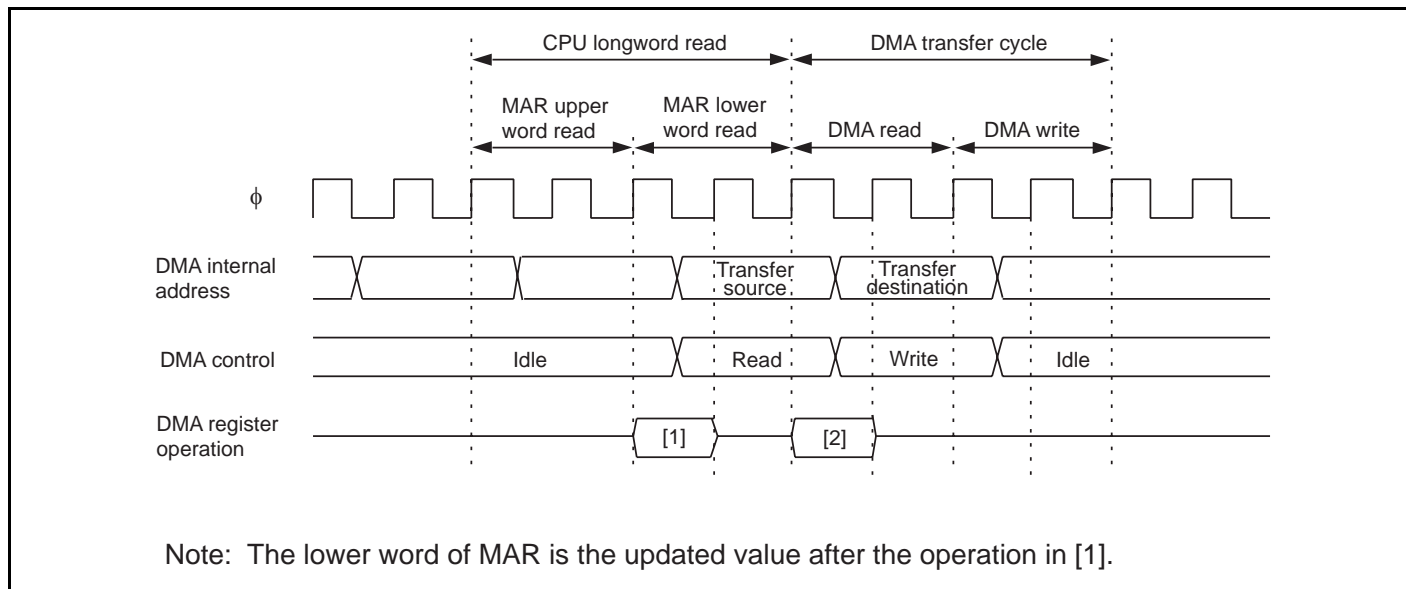 CPU longword read DMA transfer cycle
MAR upper MAR lower
word read word read DMA read DMA write
ϕ
DMA internal Transfer Transfer
address source destination
DMA control Idle Read Write Idle
DMA register
operation [1] [2]
Note: The lower word of MAR is the updated value after the operation in [1].